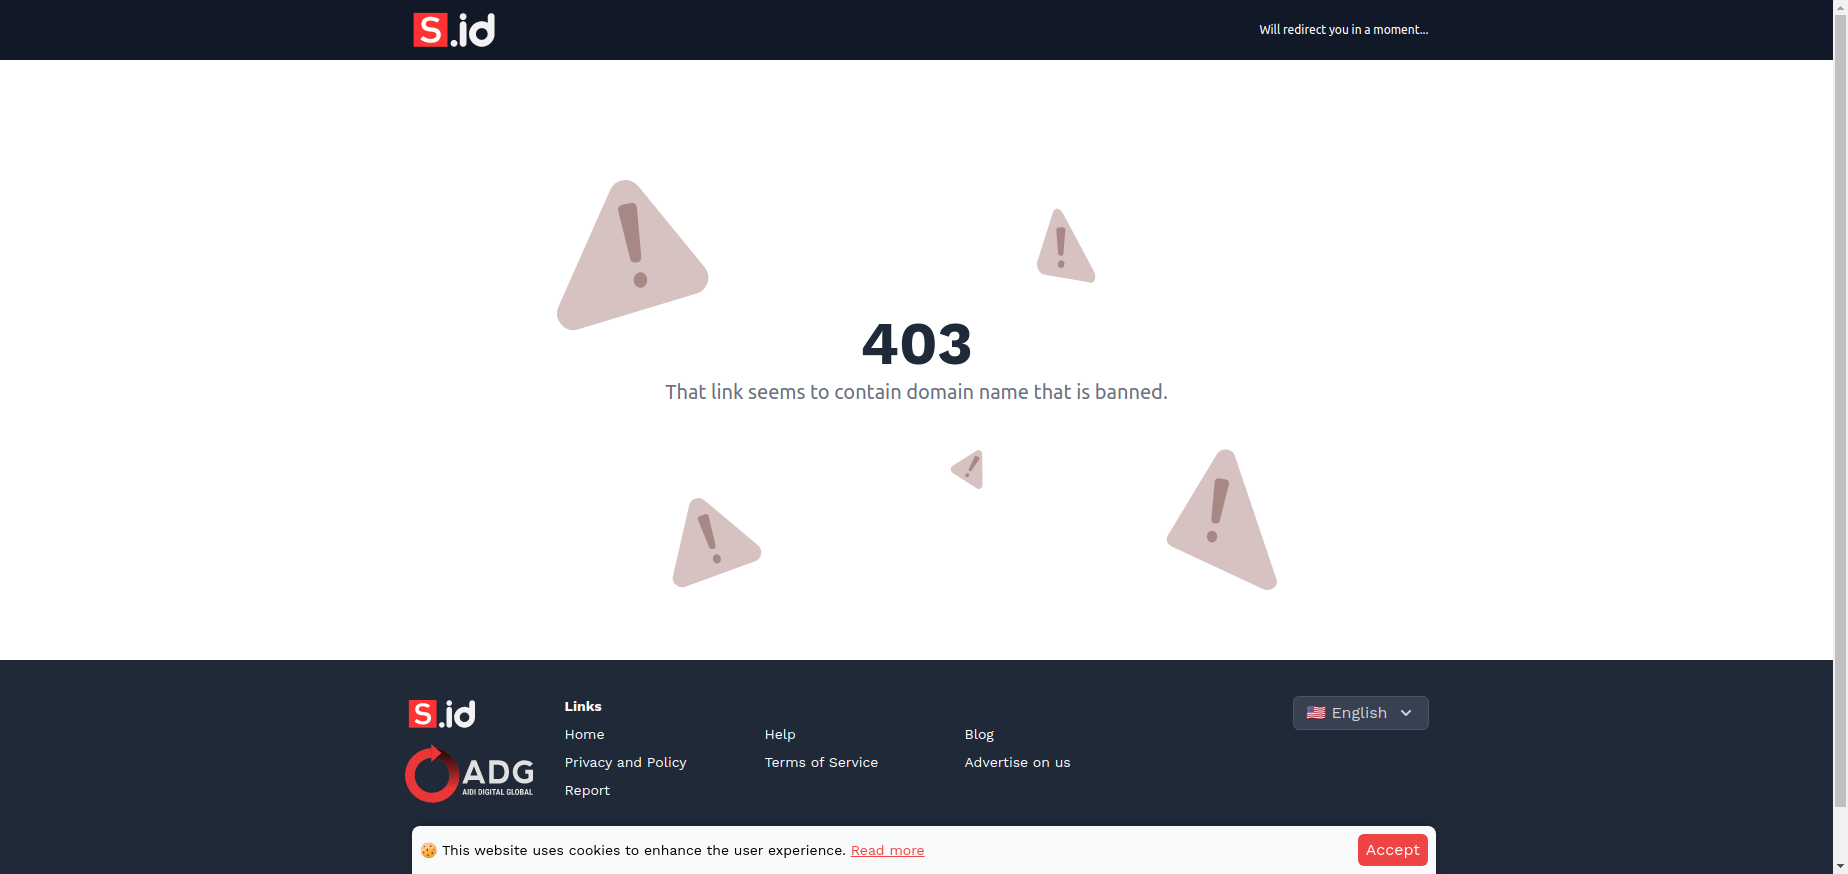 S.id
Will redirect you in a moment...
!
!
403
That link seems to contain domain name that is banned.
!
!
!
S.id
Links
English
Home
Help
Blog
Privacy and Policy
Terms of Service
Advertise on us
ADG
AIDI DIGITAL GLOBAL
Report
This website uses cookies to enhance the user experience. Read more
Accept